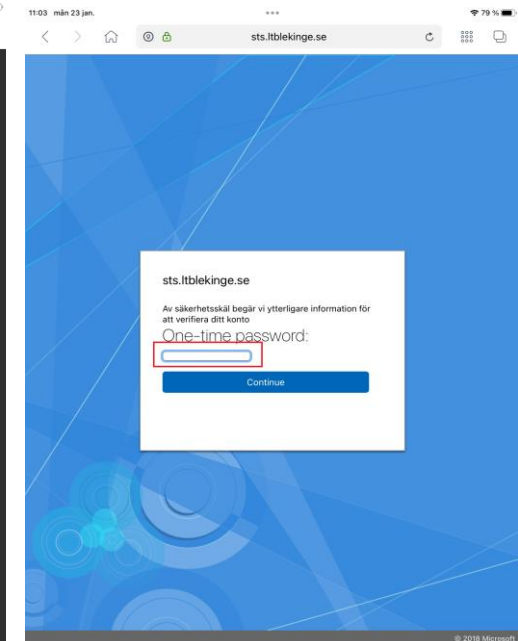 11:03 mån 23 jan.
79 %
sts.ltblekinge.se
sts.ltblekinge.se
Av säkerhetsskäl begär vi ytterligare information för
att verifiera ditt konto
One-time password:
Continue
© 2018 Microsoft